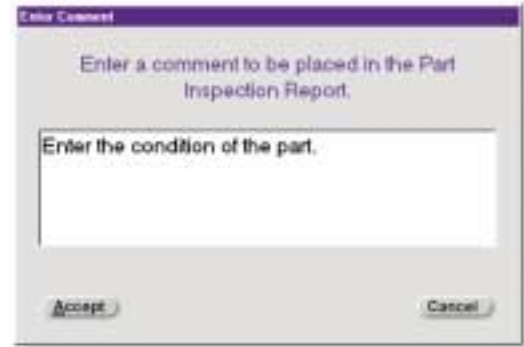 Enter Comment
Enter a comment to be placed in the Part
Inspection Report.
Enter the condition of the part.
Accept
Cancel